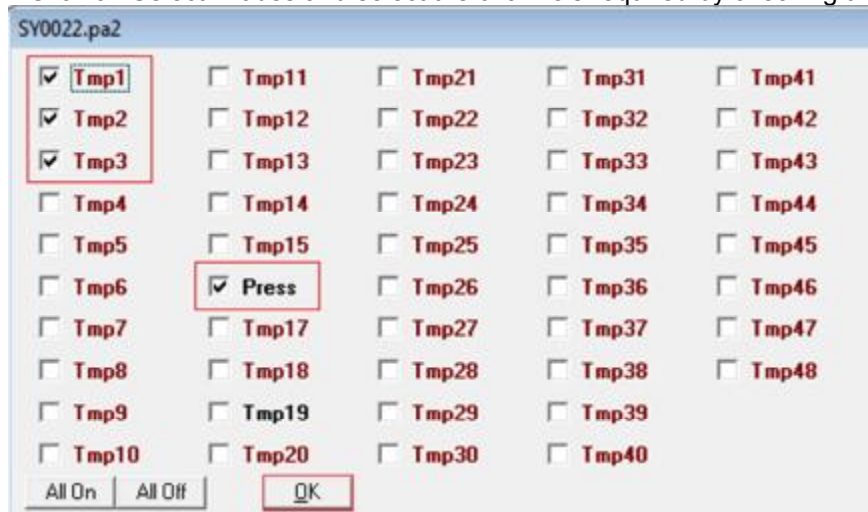 SY0022.pa2
Tmp1 Tmp11 Tmp21 Tmp31 Tmp41
Tmp2 Tmp12 Tmp22 Tmp32 Tmp42
Tmp3 Tmp13 Tmp23 Tmp33 Tmp43
Tmp4 Tmp14 Tmp24 Tmp34 Tmp44
Tmp5 Tmp15 Tmp25 Tmp35 Tmp45
Tmp6 Press Tmp26 Tmp36 Tmp46
Tmp7 Tmp17 Tmp27 Tmp37 Tmp47
Tmp8 Tmp18 Tmp28 Tmp38 Tmp48
Tmp9 Tmp19 Tmp29 Tmp39
Tmp10 Tmp20 Tmp30 Tmp40
All On All Off OK